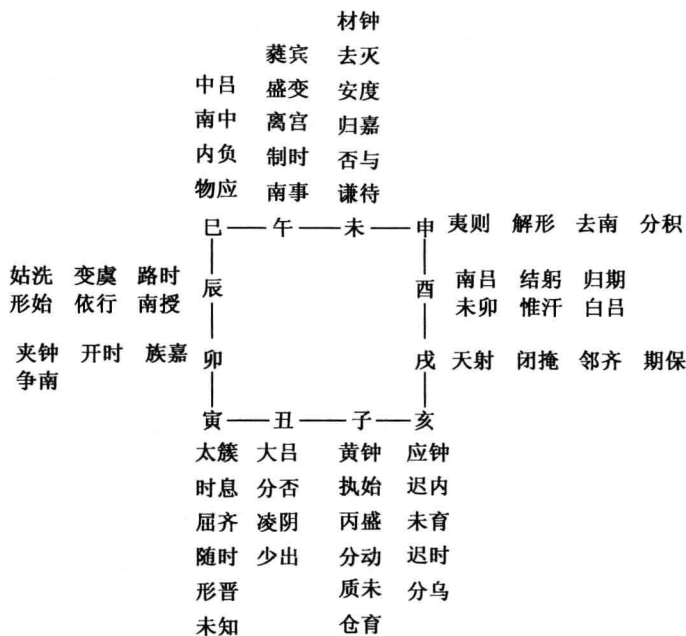 材钟
蕤宾 去灭
中吕 盛变 安度
南中 离宫 归嘉
内负 制时 否与
物应 南事 谦待
巳 午 未 申 夷则 解形 去南 分积
姑洗 变虞 路时
形始 依行 南授
辰
酉
南吕 结躬 归期
未卯 惟汗 白吕
夹钟 开时 族嘉
争南
卯
戌 天射 闭掩 邻齐 期保
寅 丑 子 亥
太簇 大吕 黄钟 应钟
时息 分否 执始 迟内
屈齐 凌阴 丙盛 未育
随时 少出 分动 迟时
形晋 质未 分乌
未知 仓育